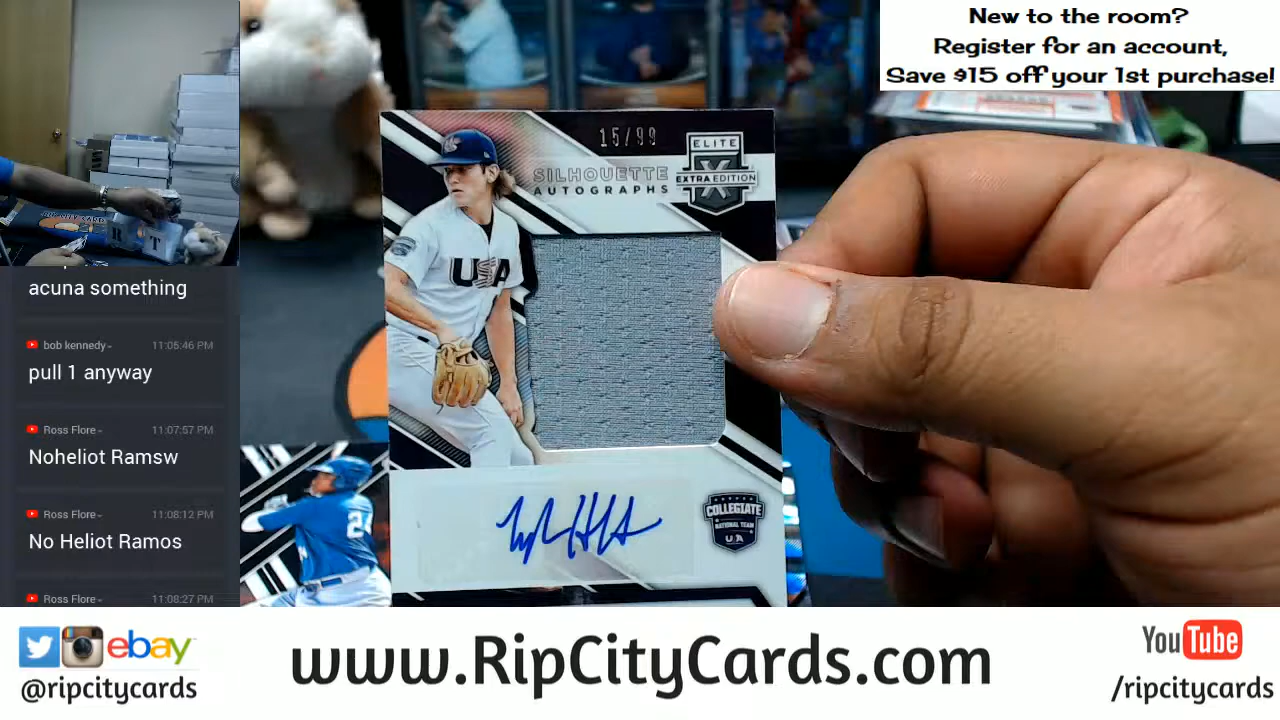 New to the room?
Register for an account,
Save $15 off your 1st purchase!
15/99
ELITE
X
EXTRA EDITION
SILHOUETTE
AUTOGRAPHS
USA
COLLEGIATE
NATIONAL TEAM
USA
R T
acuna something
bob kennedy 11:05:46 PM
pull 1 anyway
Ross Flore 11:07:57 PM
Noheliot Ramsw
Ross Flore 11:08:12 PM
No Heliot Ramos
Ross Flore 11:08:27 PM
ebay
@ripcitycards
www.RipCityCards.com
YouTube
/ripcitycards